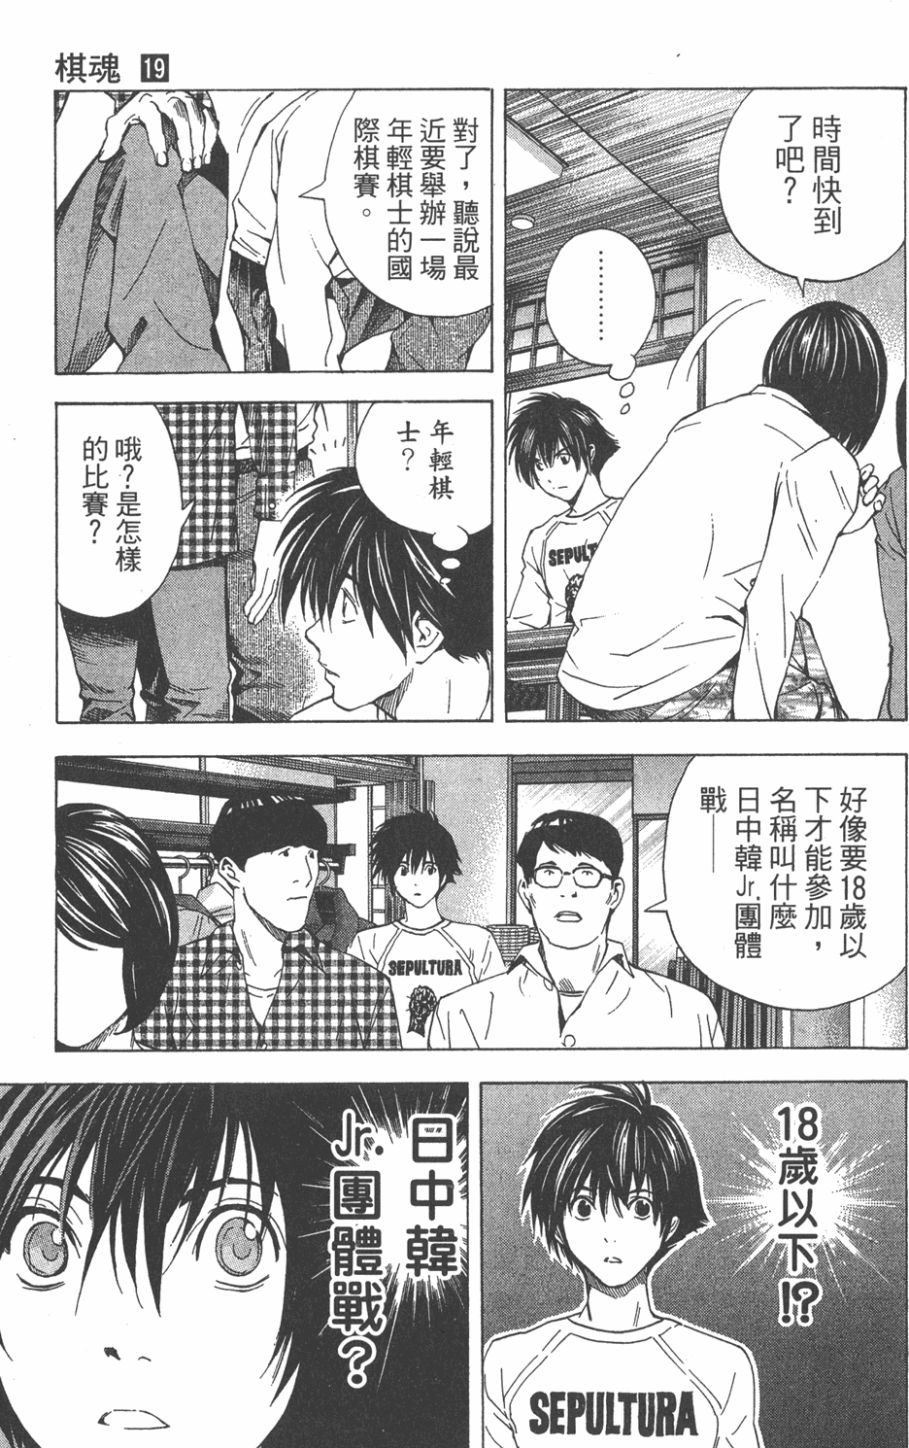 棋魂 19
時間快到
了吧？
…………
SEPULT
對了，聽說最
近要舉辦一場
年輕棋士的國
際棋賽。
年輕棋
士？
哦？是怎樣
的比賽？
好像要18歲以
下才能參加，
名稱叫什麼
日中韓Jr.團體
戰——
SEPULTURA
18歲以下!?
SEPULTURA
日中韓
Jr.團體戰？